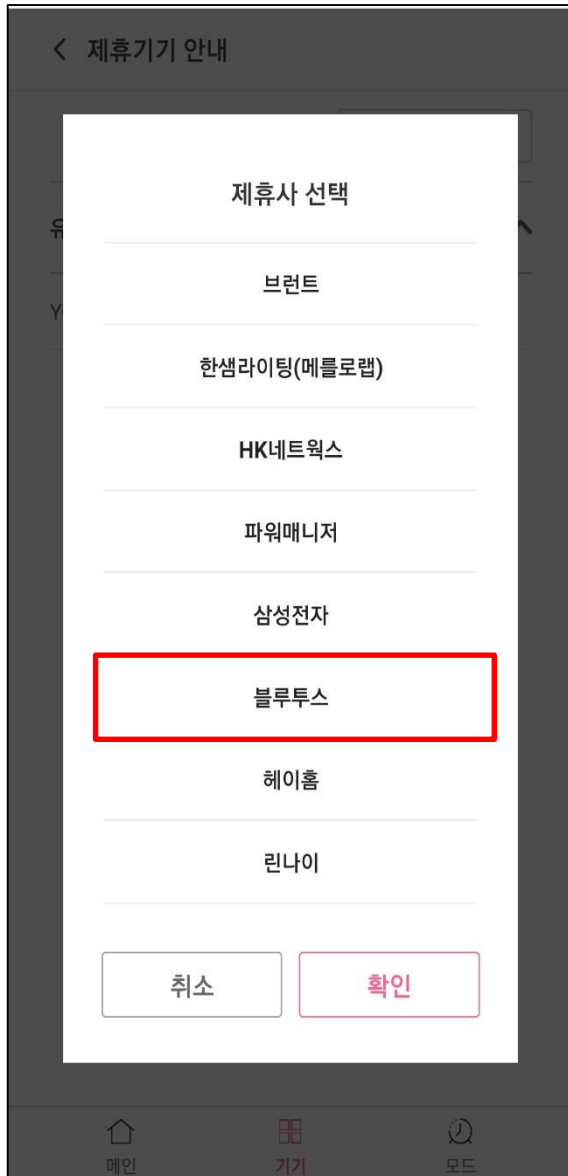 제휴기기 안내
제휴사 선택
브런트
한샘라이팅(메를로랩)
HK네트웍스
파워매니저
삼성전자
블루투스
헤이홈
린나이
취소 확인
메인 기기 모드